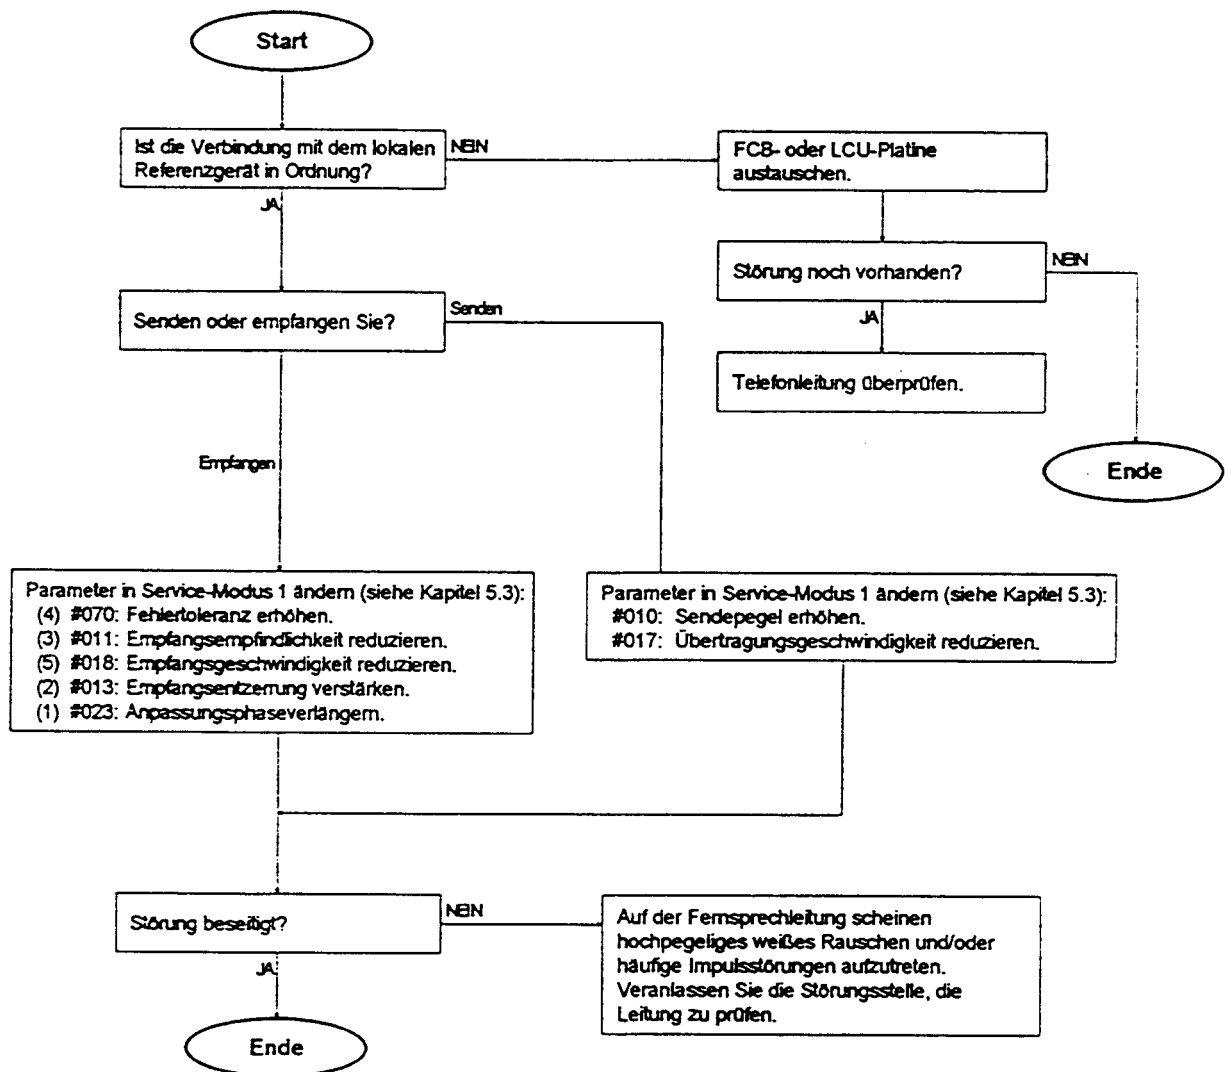 Start
Ist die Verbindung mit dem lokalen
Referenzgerät in Ordnung?
NEIN
FCB- oder LCU-Platine
austauschen.
JA
Störung noch vorhanden?
NEIN
Senden oder empfangen Sie?
Senden
JA
Telefonleitung überprüfen.
Empfangen
Ende
Parameter in Service-Modus 1 ändern (siehe Kapitel 5.3):
(4) #070: Fehlertoleranz erhöhen.
(3) #011: Empfangsempfindlichkeit reduzieren.
(5) #018: Empfangsgeschwindigkeit reduzieren.
(2) #013: Empfangsentzerrung verstärken.
(1) #023: Anpassungsphaseverlängern.
Parameter in Service-Modus 1 ändern (siehe Kapitel 5.3):
#010: Sendepegel erhöhen.
#017: Übertragungsgeschwindigkeit reduzieren.
Störung beseitigt?
NEIN
Auf der Fernsprechleitung scheinen
hochpegeliges weißes Rauschen und/oder
häufige Impulsstörungen aufzutreten.
Veranlassen Sie die Störungsstelle, die
Leitung zu prüfen.
JA
Ende